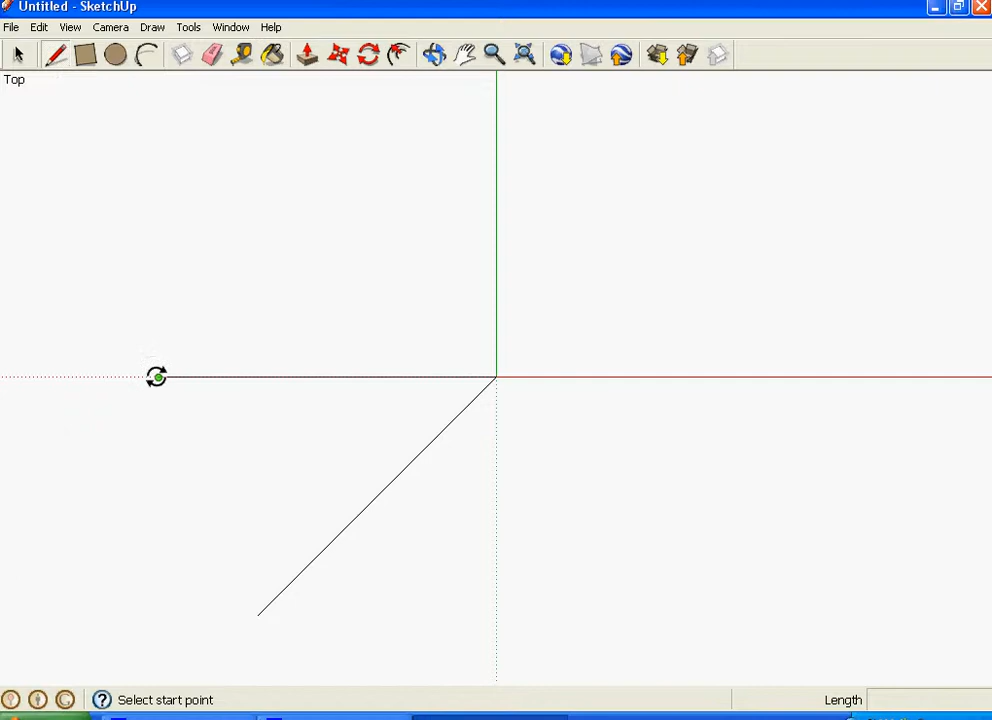 Untitled - SketchUp
File Edit View Camera Draw Tools Window Help
Top
Select start point Length